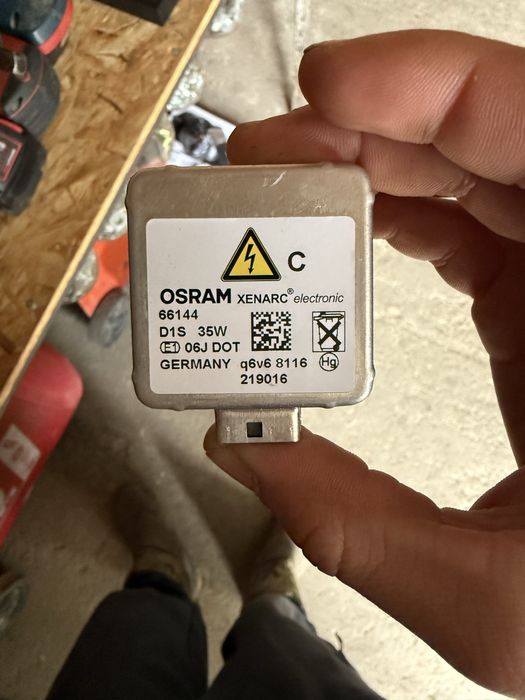 C
OSRAM XENARC® electronic
66144
D1S 35W
E1 06J DOT
Hg
GERMANY q6v6 8116
219016